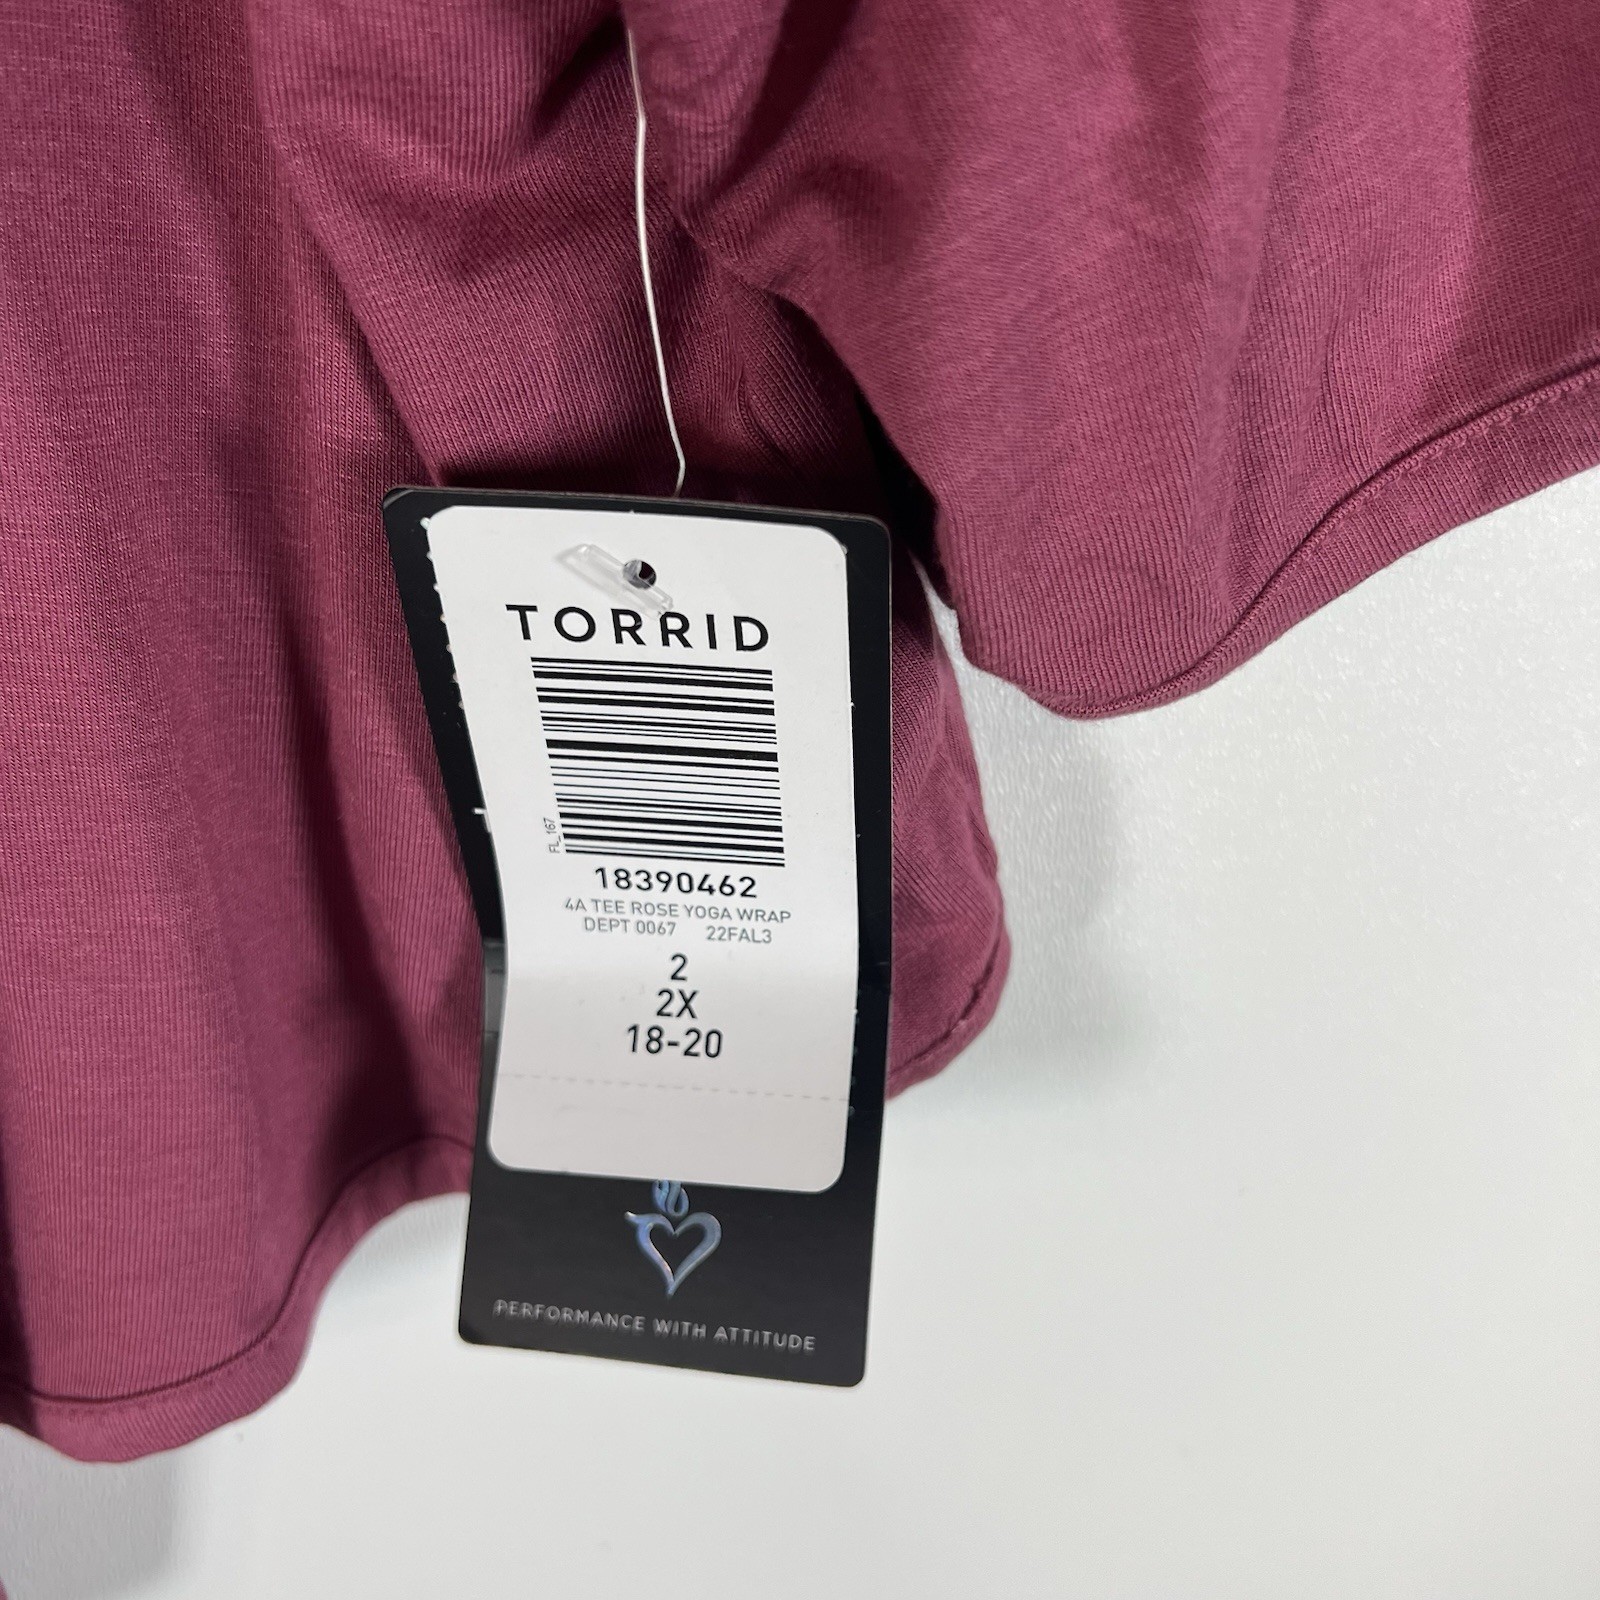 TORRID
FL_167
18390462
4A TEE ROSE YOGA WRAP
DEPT 0067 22FAL3
2
2X
18-20
PERFORMANCE WITH ATTITUDE